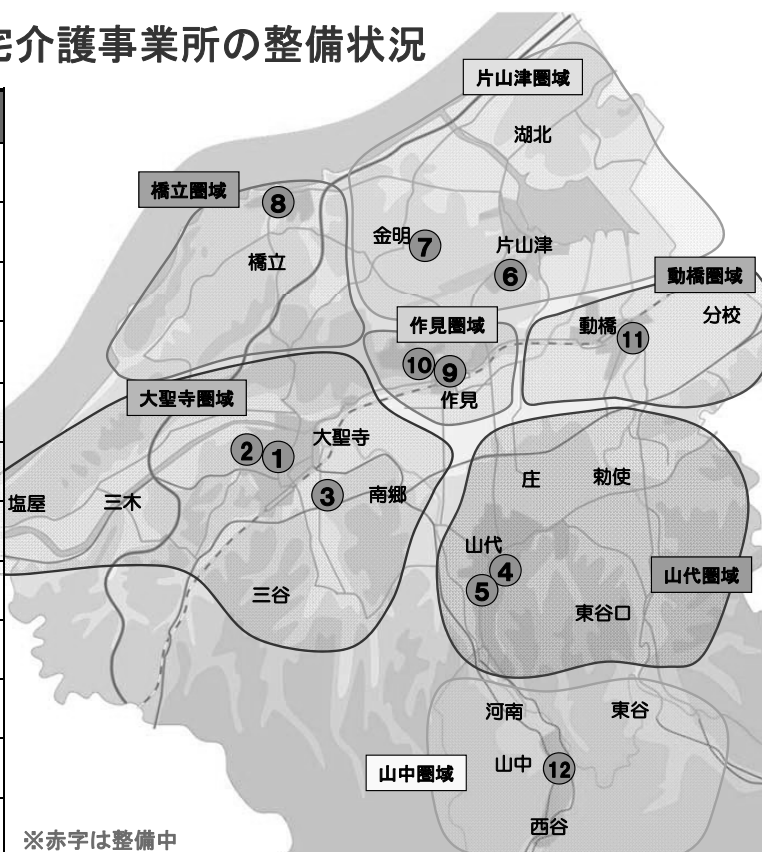 宅介護事業所の整備状況
片山津圏域
湖北
橋立圏域
8
金明
7
片山津
6
橋立
動橋圏域
分校
動橋
11
作見圏域
10
9
作見
大聖寺圏域
大聖寺
2
1
3
南郷
塩屋
三木
三谷
庄
勅使
山代
4
5
山代圏域
東谷口
河南
東谷
山中圏域
山中
12
西谷
※赤字は整備中